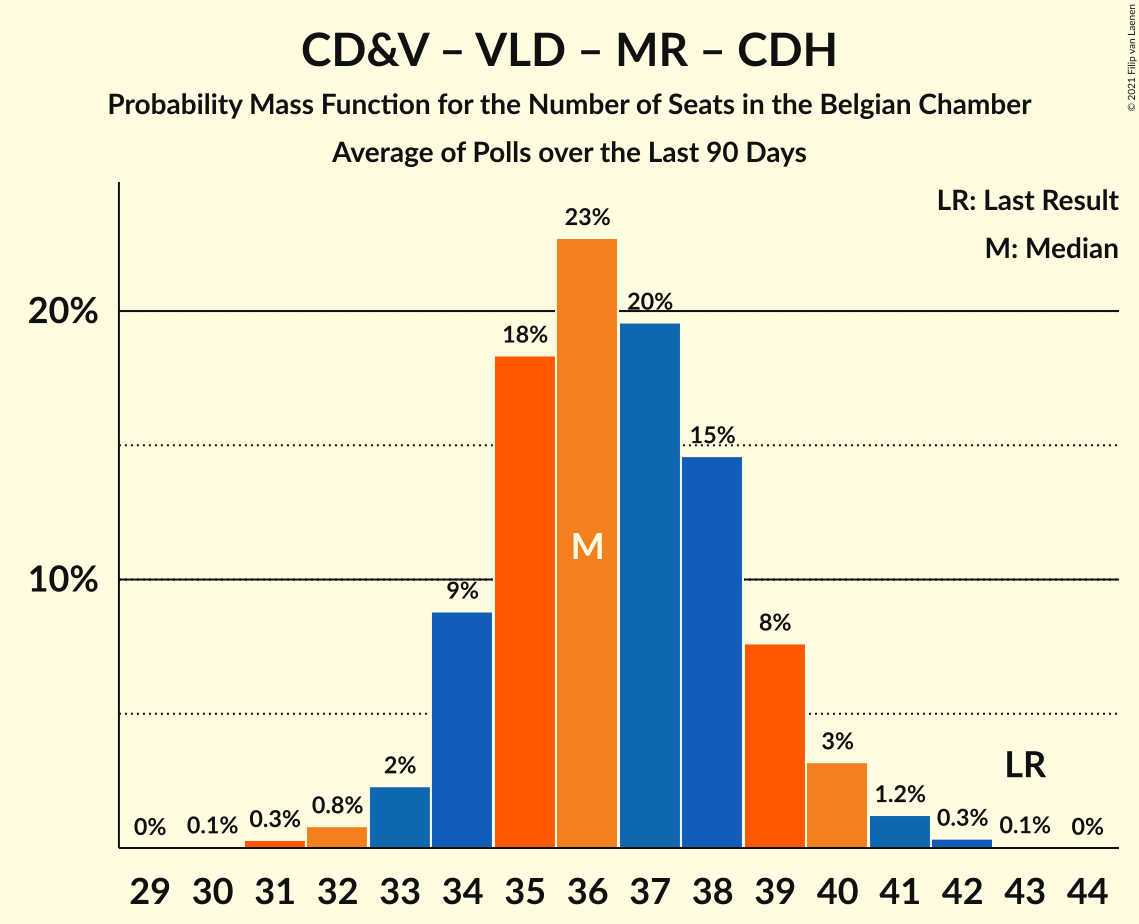 CD&V – VLD – MR – CDH
Probability Mass Function for the Number of Seats in the Belgian Chamber
Average of Polls over the Last 90 Days
© 2021 Filip van Laenen
LR: Last Result
M: Median
20%
10%
0%
0.1%
0.3%
0.8%
2%
9%
18%
23%
20%
15%
8%
3%
1.2%
0.3%
0.1%
0%
M
LR
29 30 31 32 33 34 35 36 37 38 39 40 41 42 43 44